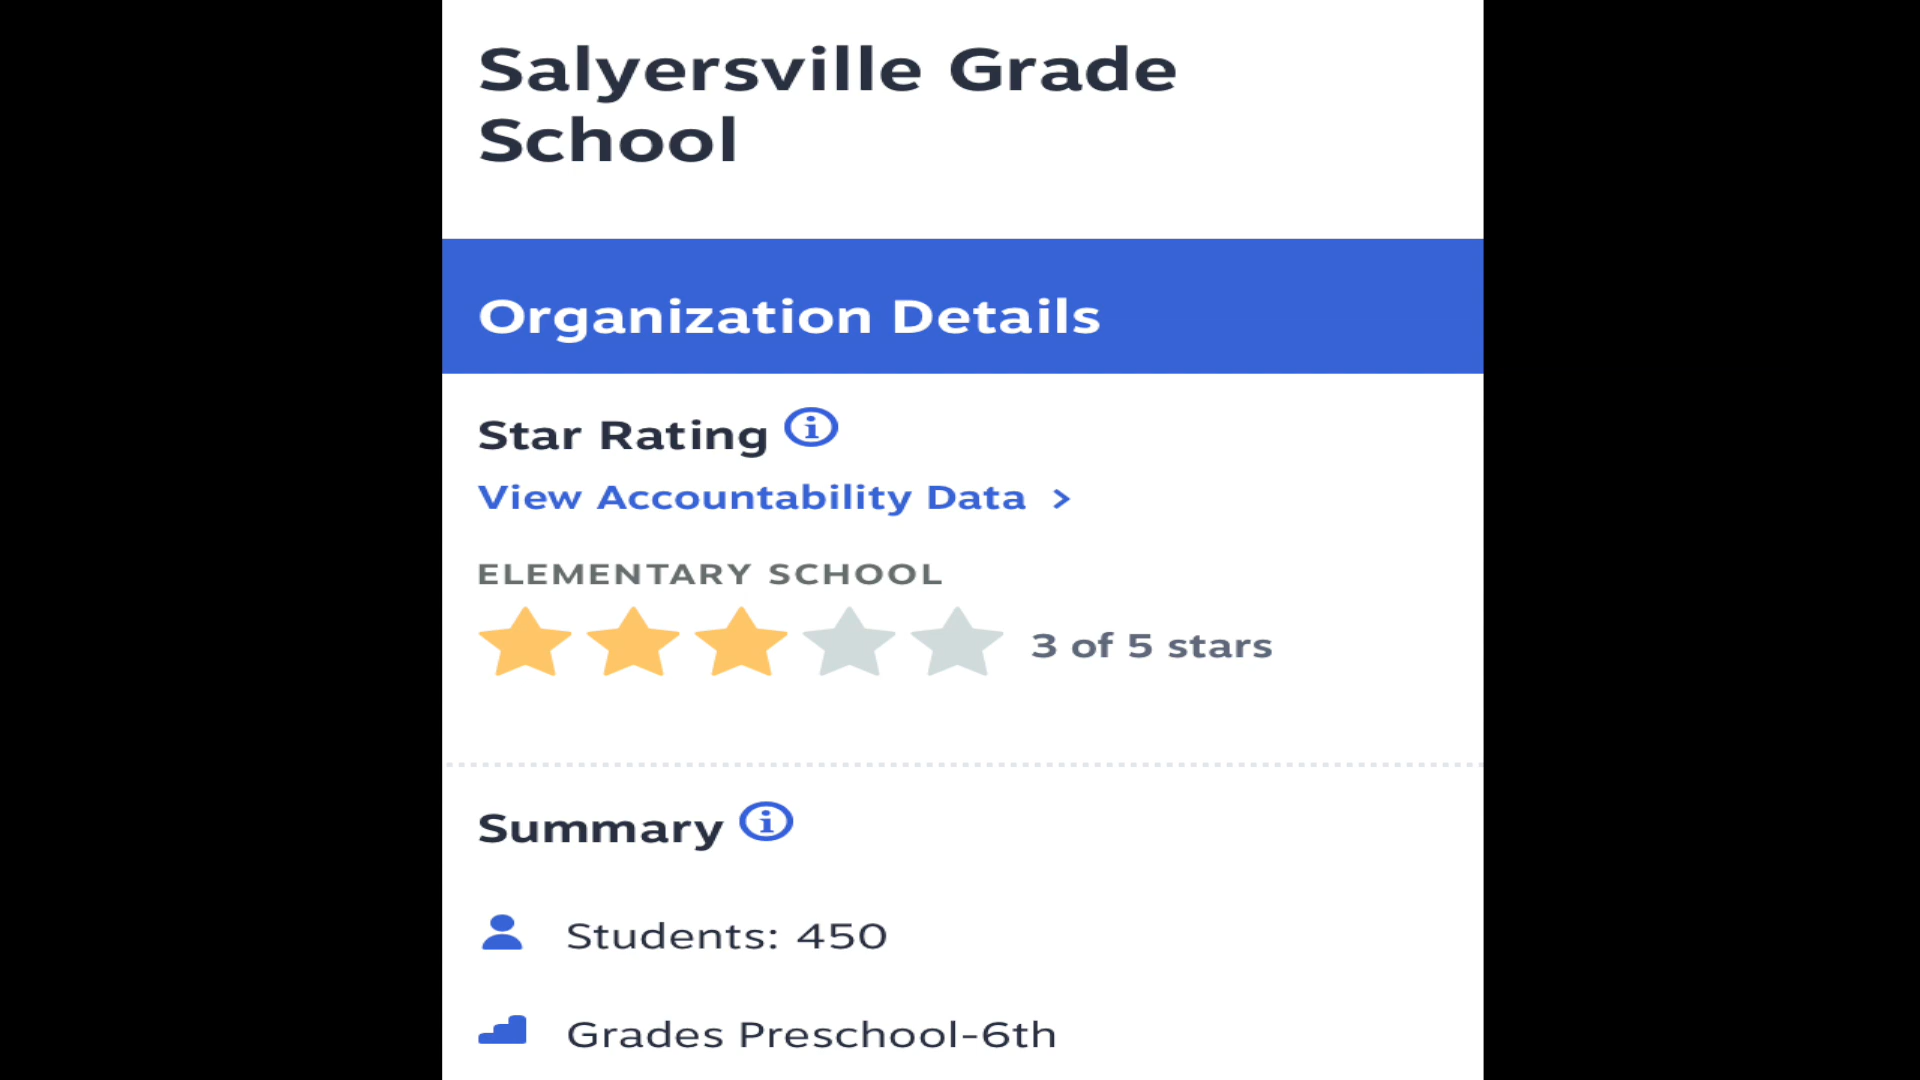 Salyersville Grade
School
Organization Details
Star Rating
View Accountability Data >
ELEMENTARY SCHOOL
3 of 5 stars
Summary
Students: 450
Grades Preschool-6th